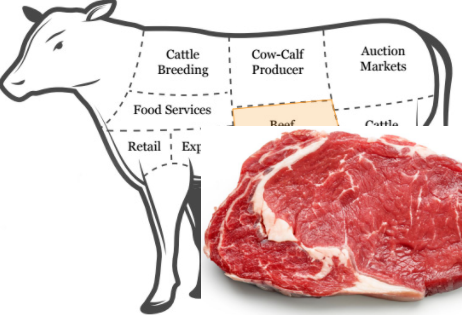 Cattle
Breeding
Cow-Calf
Producer
Auction
Markets
Food Services
Beef
Cattle
Retail